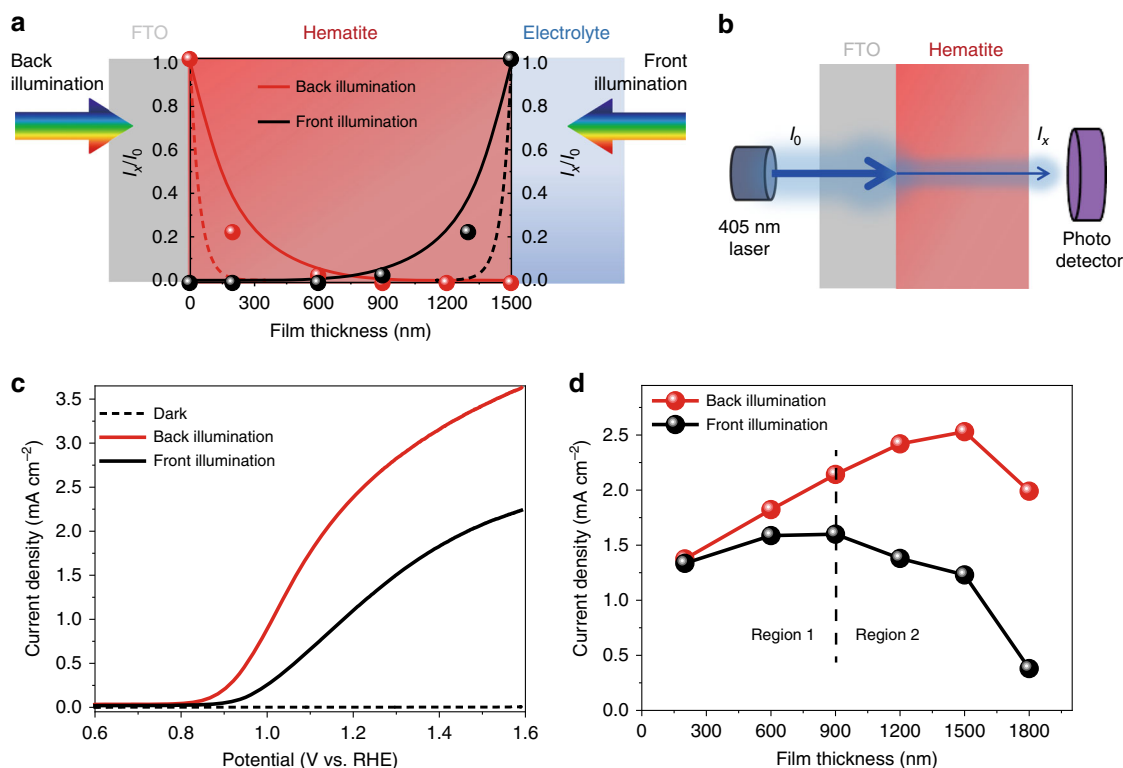 a
FTO
Hematite
Electrolyte
Back
illumination
Front
illumination
Back illumination
Front illumination
I_x/I_0
1.0
0.8
0.6
0.4
0.2
0.0
I_x/I_0
1.0
0.8
0.6
0.4
0.2
0.0
0 300 600 900 1200 1500
Film thickness (nm)
b
FTO
Hematite
I_0
I_x
405 nm
laser
Photo
detector
c
Dark
Back illumination
Front illumination
Current density (mA cm⁻²)
3.5
3.0
2.5
2.0
1.5
1.0
0.5
0.0
0.6 0.8 1.0 1.2 1.4 1.6
Potential (V vs. RHE)
d
Back illumination
Front illumination
Current density (mA cm⁻²)
2.5
2.0
1.5
1.0
0.5
0.0
Region 1
Region 2
0 300 600 900 1200 1500 1800
Film thickness (nm)